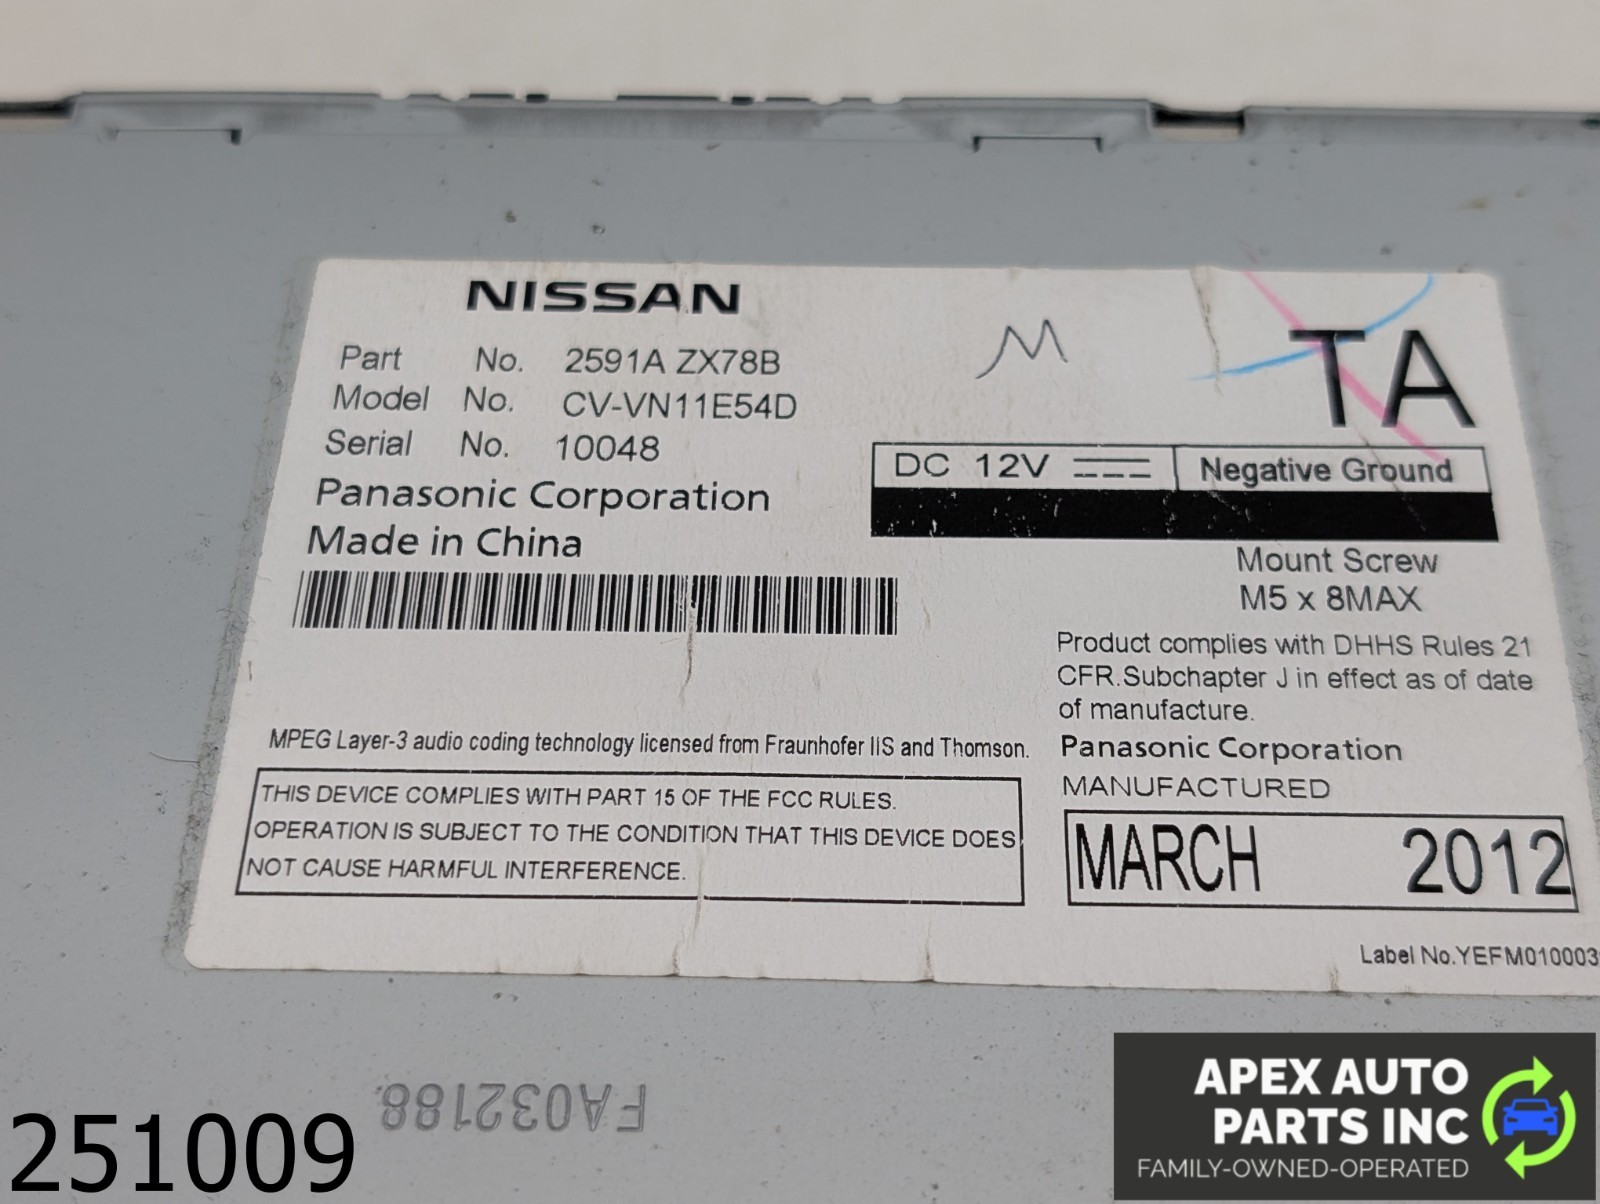 NISSAN
Part No. 2591A ZX78B
Model No. CV-VN11E54D
Serial No. 10048
Panasonic Corporation
Made in China
M
TA
DC 12V
Negative Ground
Mount Screw
M5 x 8MAX
Product complies with DHHS Rules 21
CFR.Subchapter J in effect as of date
of manufacture.
Panasonic Corporation
MANUFACTURED
MARCH 2012
MPEG Layer-3 audio coding technology licensed from Fraunhofer IIS and Thomson.
THIS DEVICE COMPLIES WITH PART 15 OF THE FCC RULES.
OPERATION IS SUBJECT TO THE CONDITION THAT THIS DEVICE DOES
NOT CAUSE HARMFUL INTERFERENCE.
Label No.YEFM010003
FA032188
251009
APEX AUTO
PARTS INC
FAMILY-OWNED-OPERATED